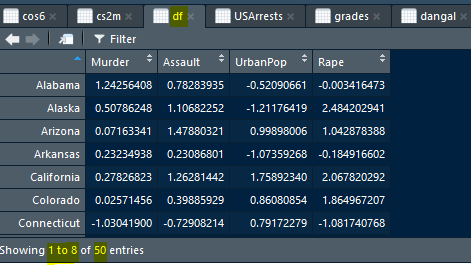 cos6 cs2m df USArrests grades dangal
Filter
Murder Assault UrbanPop Rape
Alabama 1.24256408 0.78283935 -0.52090661 -0.003416473
Alaska 0.50786248 1.10682252 -1.21176419 2.484202941
Arizona 0.07163341 1.47880321 0.99898006 1.042878388
Arkansas 0.23234938 0.23086801 -1.07359268 -0.184916602
California 0.27826823 1.26281442 1.75892340 2.067820292
Colorado 0.02571456 0.39885929 0.86080854 1.864967207
Connecticut -1.03041900 -0.72908214 0.79172279 -1.081740768
Showing 1 to 8 of 50 entries